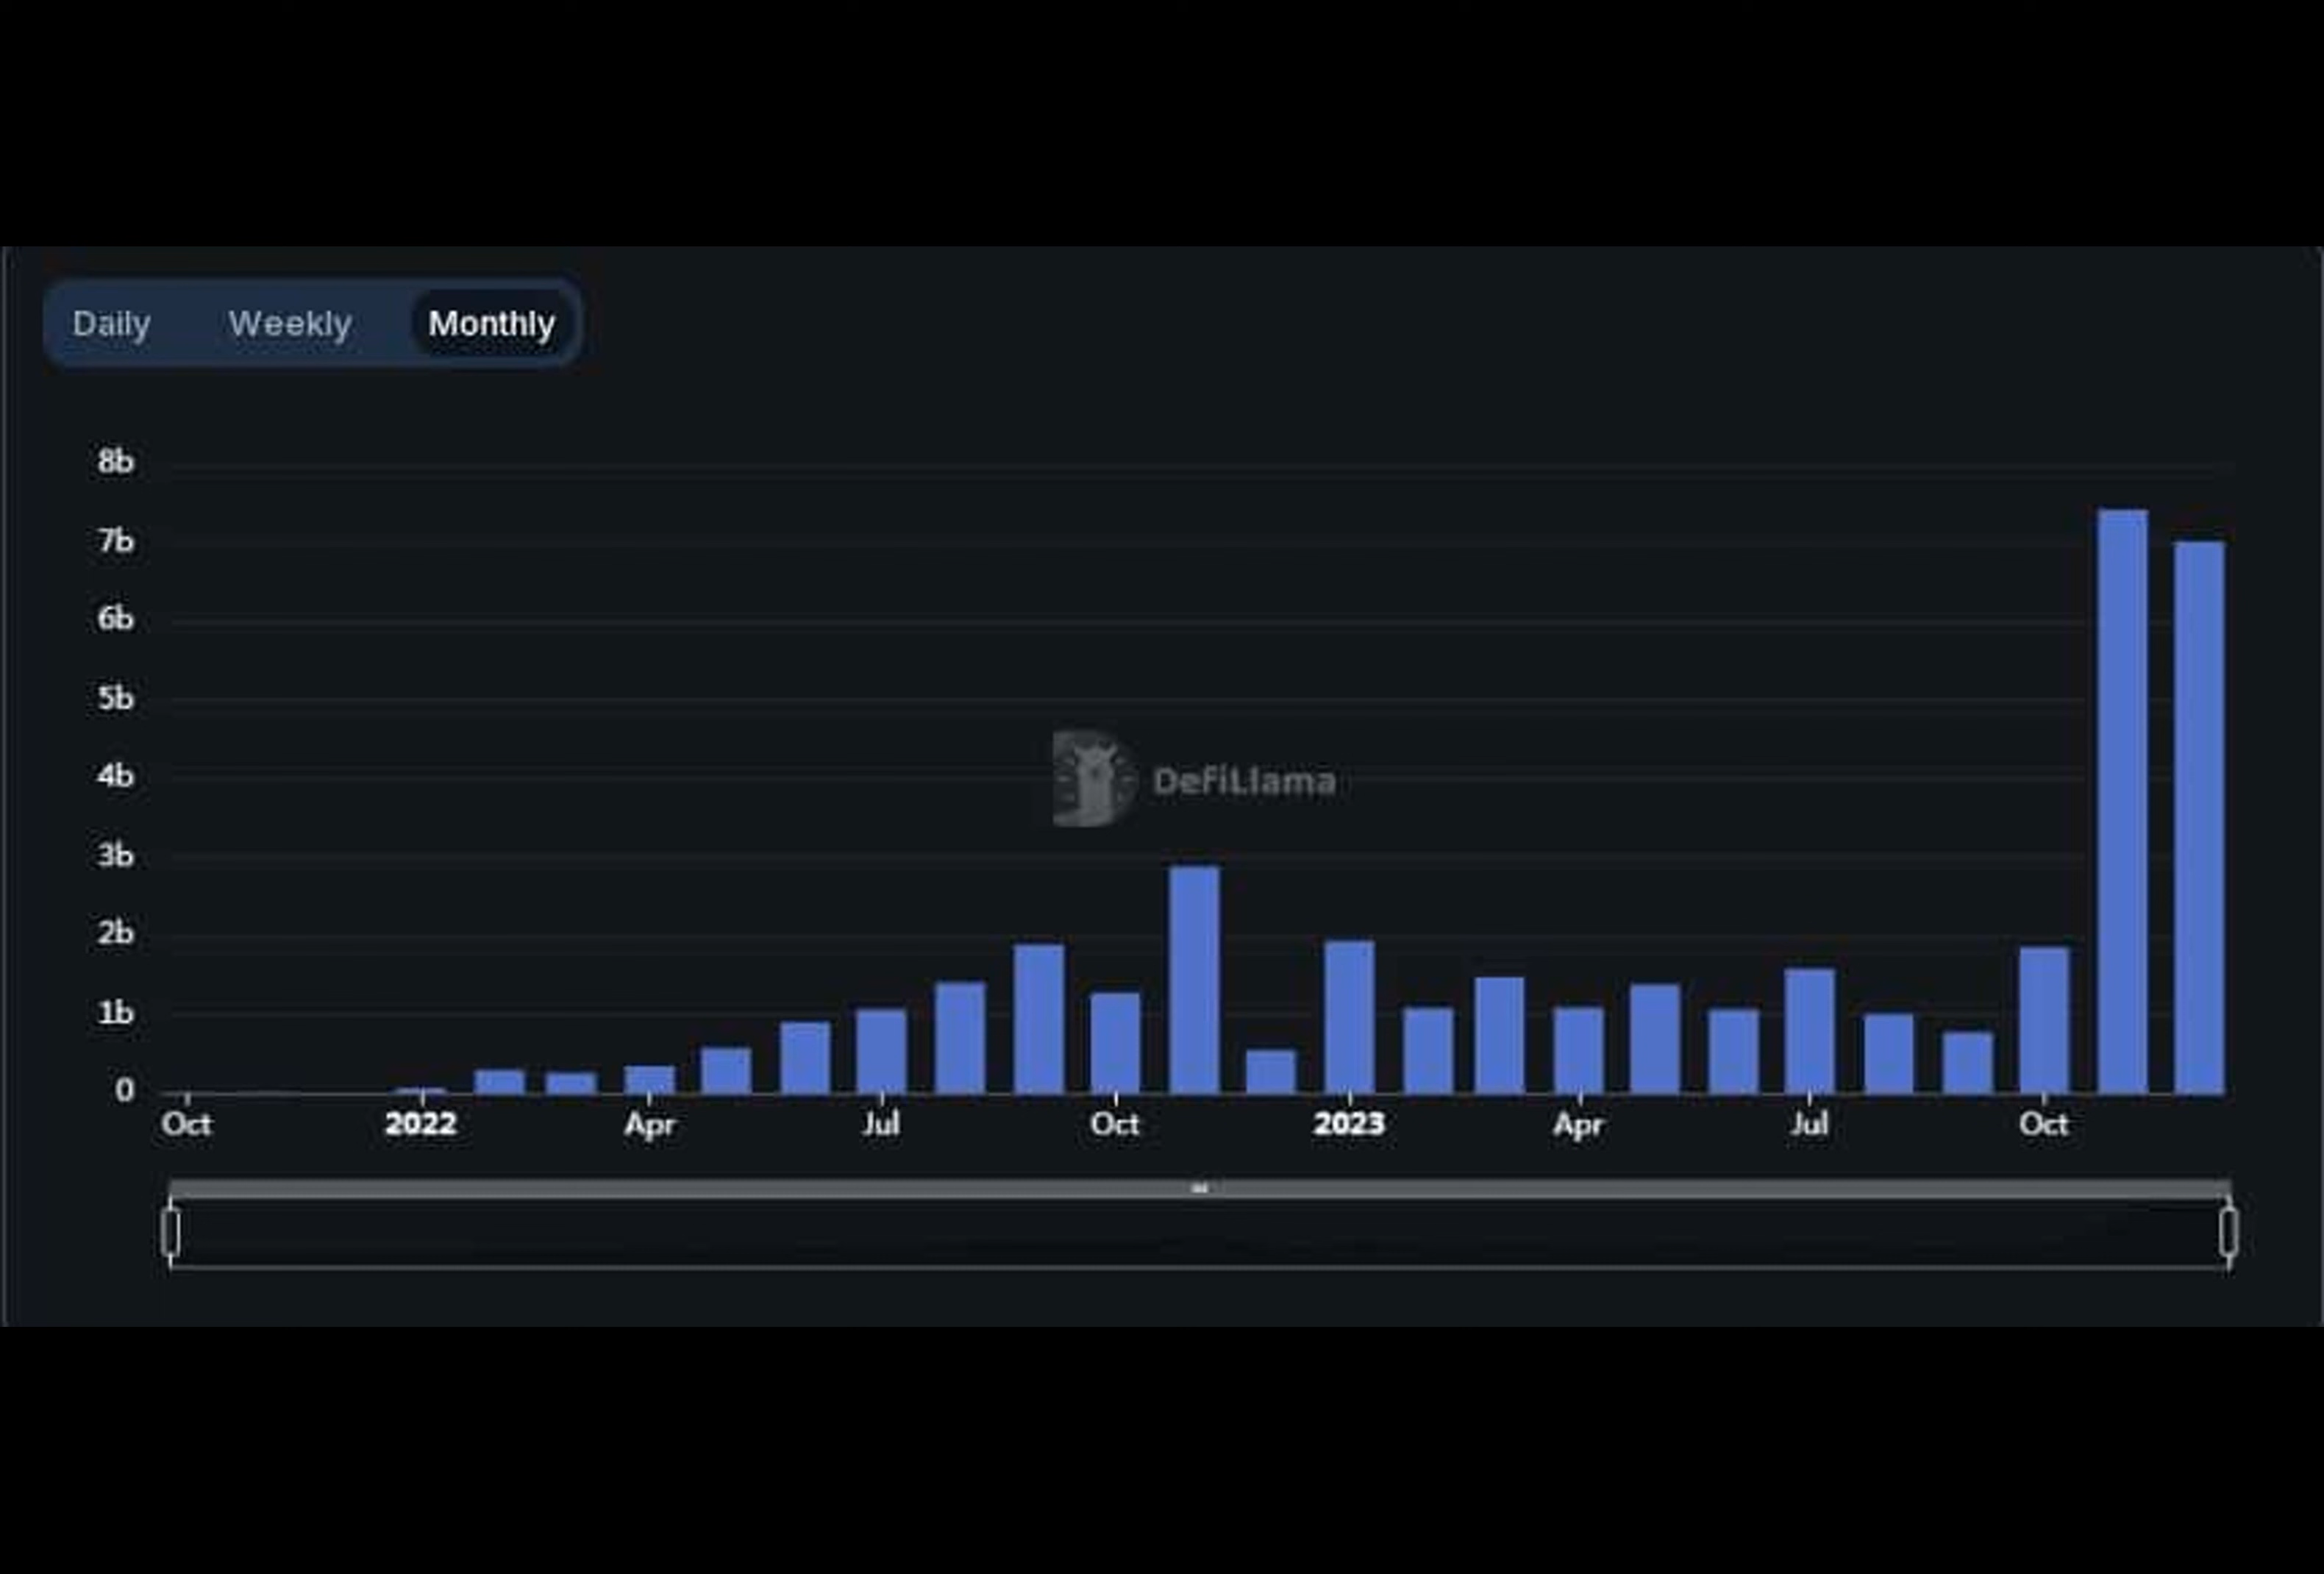 Daily Weekly Monthly
8b
7b
6b
5b
4b
DeFiLlama
3b
2b
1b
0
Oct 2022 Apr Jul Oct 2023 Apr Jul Oct